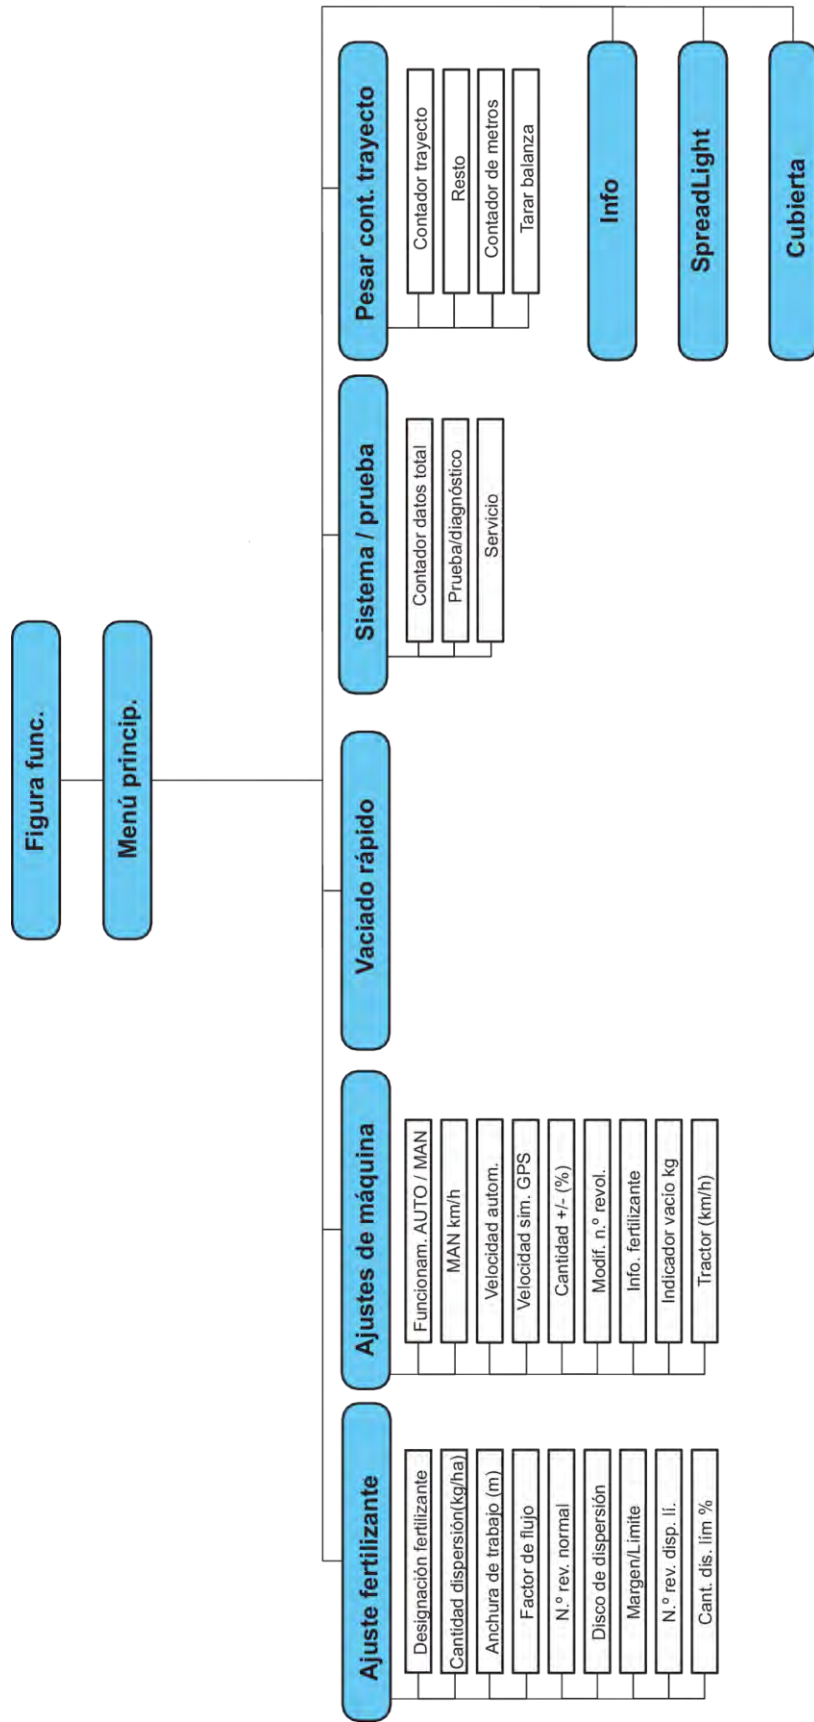 Figura func.
Menú princip.
Ajuste fertilizante
Designación fertilizante
Cantidad dispersión(kg/ha)
Anchura de trabajo (m)
Factor de flujo
N.º rev. normal
Disco de dispersión
Margen/Limite
N.º rev. disp. lí.
Cant. dis. lím %
Ajustes de máquina
Funcionam. AUTO / MAN
MAN km/h
Velocidad autom.
Velocidad sim. GPS
Cantidad +/- (%)
Modif. n.º revol.
Info. fertilizante
Indicador vacio kg
Tractor (km/h)
Vaciado rápido
Sistema / prueba
Contador datos total
Prueba/diagnóstico
Servicio
Pesar cont. trayecto
Contador trayecto
Resto
Contador de metros
Tarar balanza
Info
SpreadLight
Cubierta